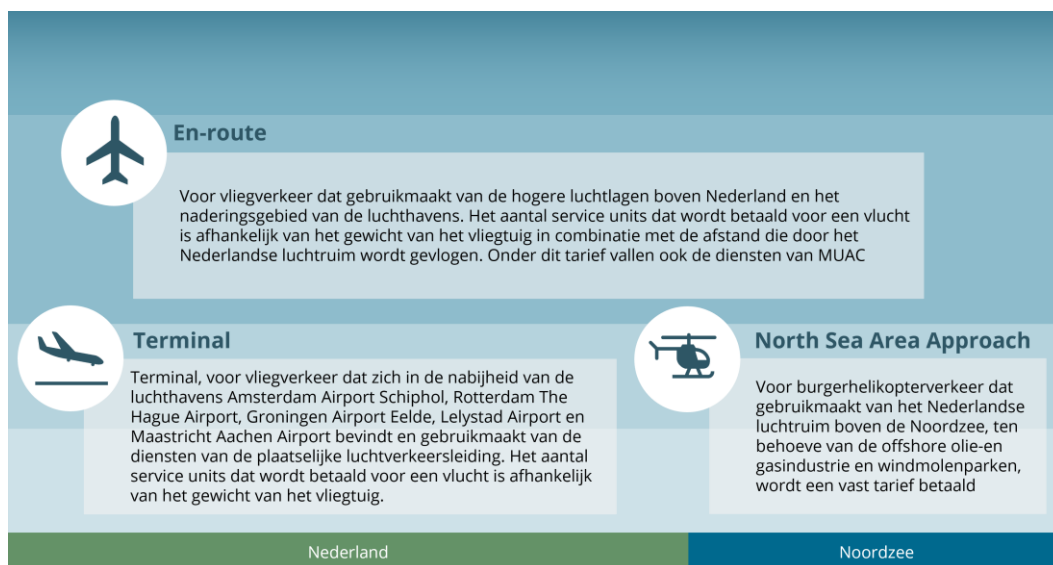 En-route
Voor vliegverkeer dat gebruikmaakt van de hogere luchtlagen boven Nederland en het
naderingsgebied van de luchthavens. Het aantal service units dat wordt betaald voor een vlucht
is afhankelijk van het gewicht van het vliegtuig in combinatie met de afstand die door het
Nederlandse luchtruim wordt gevlogen. Onder dit tarief vallen ook de diensten van MUAC
Terminal
Terminal, voor vliegverkeer dat zich in de nabijheid van de
luchthavens Amsterdam Airport Schiphol, Rotterdam The
Hague Airport, Groningen Airport Eelde, Lelystad Airport en
Maastricht Aachen Airport bevindt en gebruikmaakt van de
diensten van de plaatselijke luchtverkeersleiding. Het aantal
service units dat wordt betaald voor een vlucht is afhankelijk
van het gewicht van het vliegtuig.
North Sea Area Approach
Voor burgerhelikopterverkeer dat
gebruikmaakt van het Nederlandse
luchtruim boven de Noordzee, ten
behoeve van de offshore olie-en
gasindustrie en windmolenparken,
wordt een vast tarief betaald
Nederland
Noordzee